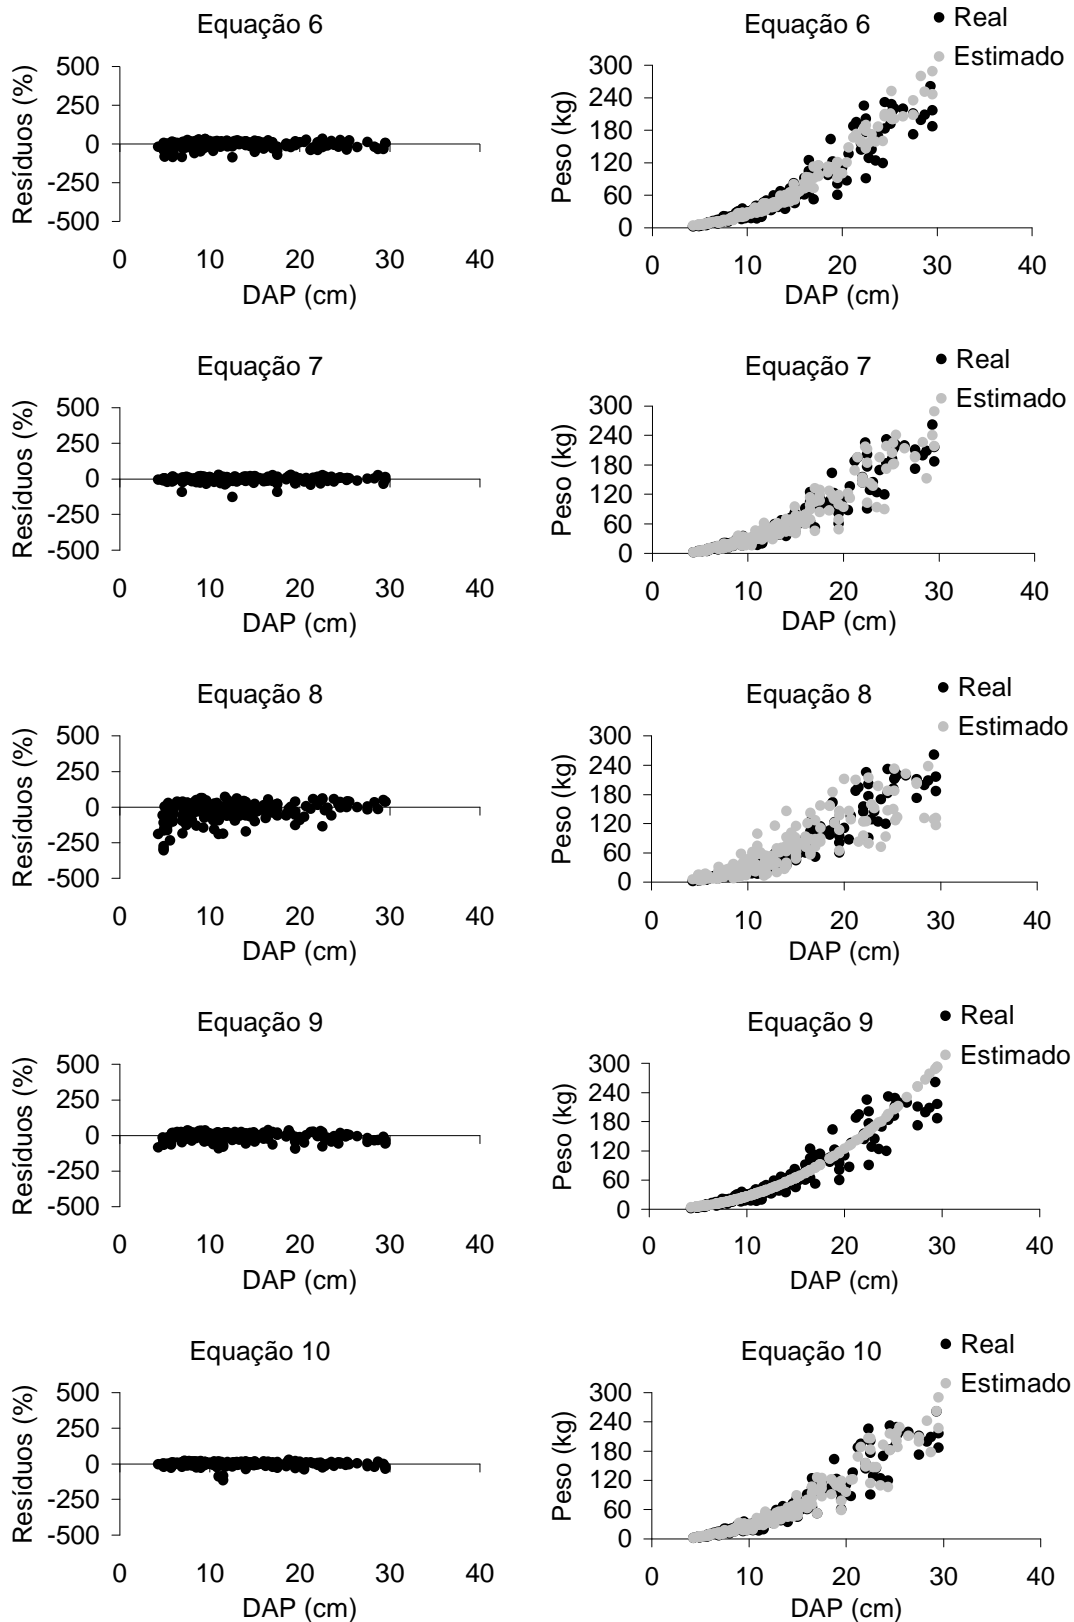 Equação 6
Resíduos (%)
500
250
0
-250
-500
0 10 20 30 40
DAP (cm)
Equação 6
Real
Estimado
Peso (kg)
300
240
180
120
60
0
0 10 20 30 40
DAP (cm)
Equação 7
Resíduos (%)
500
250
0
-250
-500
0 10 20 30 40
DAP (cm)
Equação 7
Real
Estimado
Peso (kg)
300
240
180
120
60
0
0 10 20 30 40
DAP (cm)
Equação 8
Resíduos (%)
500
250
0
-250
-500
0 10 20 30 40
DAP (cm)
Equação 8
Real
Estimado
Peso (kg)
300
240
180
120
60
0
0 10 20 30 40
DAP (cm)
Equação 9
Resíduos (%)
500
250
0
-250
-500
0 10 20 30 40
DAP (cm)
Equação 9
Real
Estimado
Peso (kg)
300
240
180
120
60
0
0 10 20 30 40
DAP (cm)
Equação 10
Resíduos (%)
500
250
0
-250
-500
0 10 20 30 40
DAP (cm)
Equação 10
Real
Estimado
Peso (kg)
300
240
180
120
60
0
0 10 20 30 40
DAP (cm)